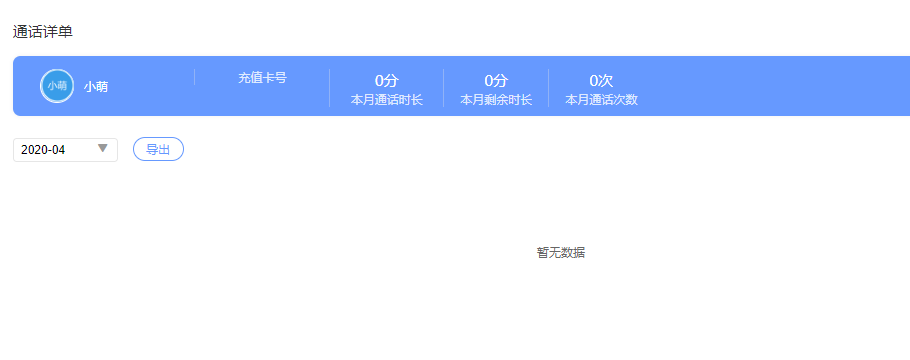 通话详单
小萌 小萌 充值卡号 0分 0分 0次
本月通话时长 本月剩余时长 本月通话次数
2020-04 导出
暂无数据